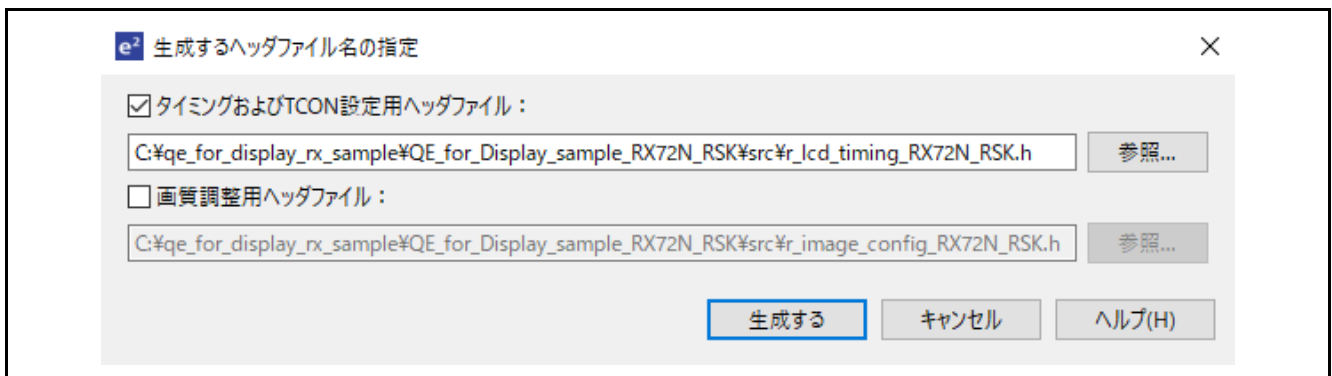 e² 生成するヘッダファイル名の指定
タイミングおよびTCON設定用ヘッダファイル：
C:¥qe_for_display_rx_sample¥QE_for_Display_sample_RX72N_RSK¥src¥r_lcd_timing_RX72N_RSK.h 参照...
画質調整用ヘッダファイル：
C:¥qe_for_display_rx_sample¥QE_for_Display_sample_RX72N_RSK¥src¥r_image_config_RX72N_RSK.h 参照...
生成する キャンセル ヘルプ(H)